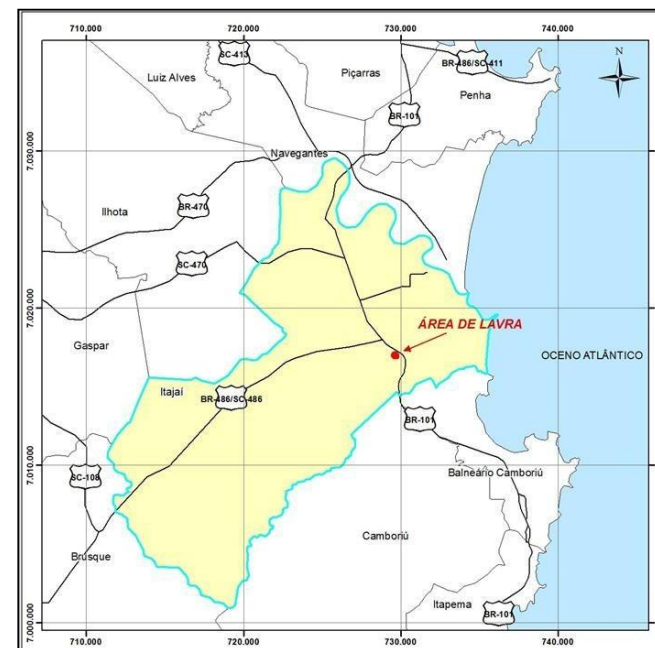 710.000 720.000 730.000 740.000
SC-413
BR-486/SC-411
Luiz Alves
Piçarras
Penha
N
BR-101
7.030.000
Navegantes
BR-470
Ilhota
SC-470
7.020.000
ÁREA DE LAVRA
Gaspar
OCENO ATLÂNTICO
Itajaí
BR-486/SC-486
BR-101
7.010.000
SC-108
Balneário Camboriú
Brusque
Camboriú
Itapema
BR-101
7.000.000
710.000 720.000 730.000 740.000